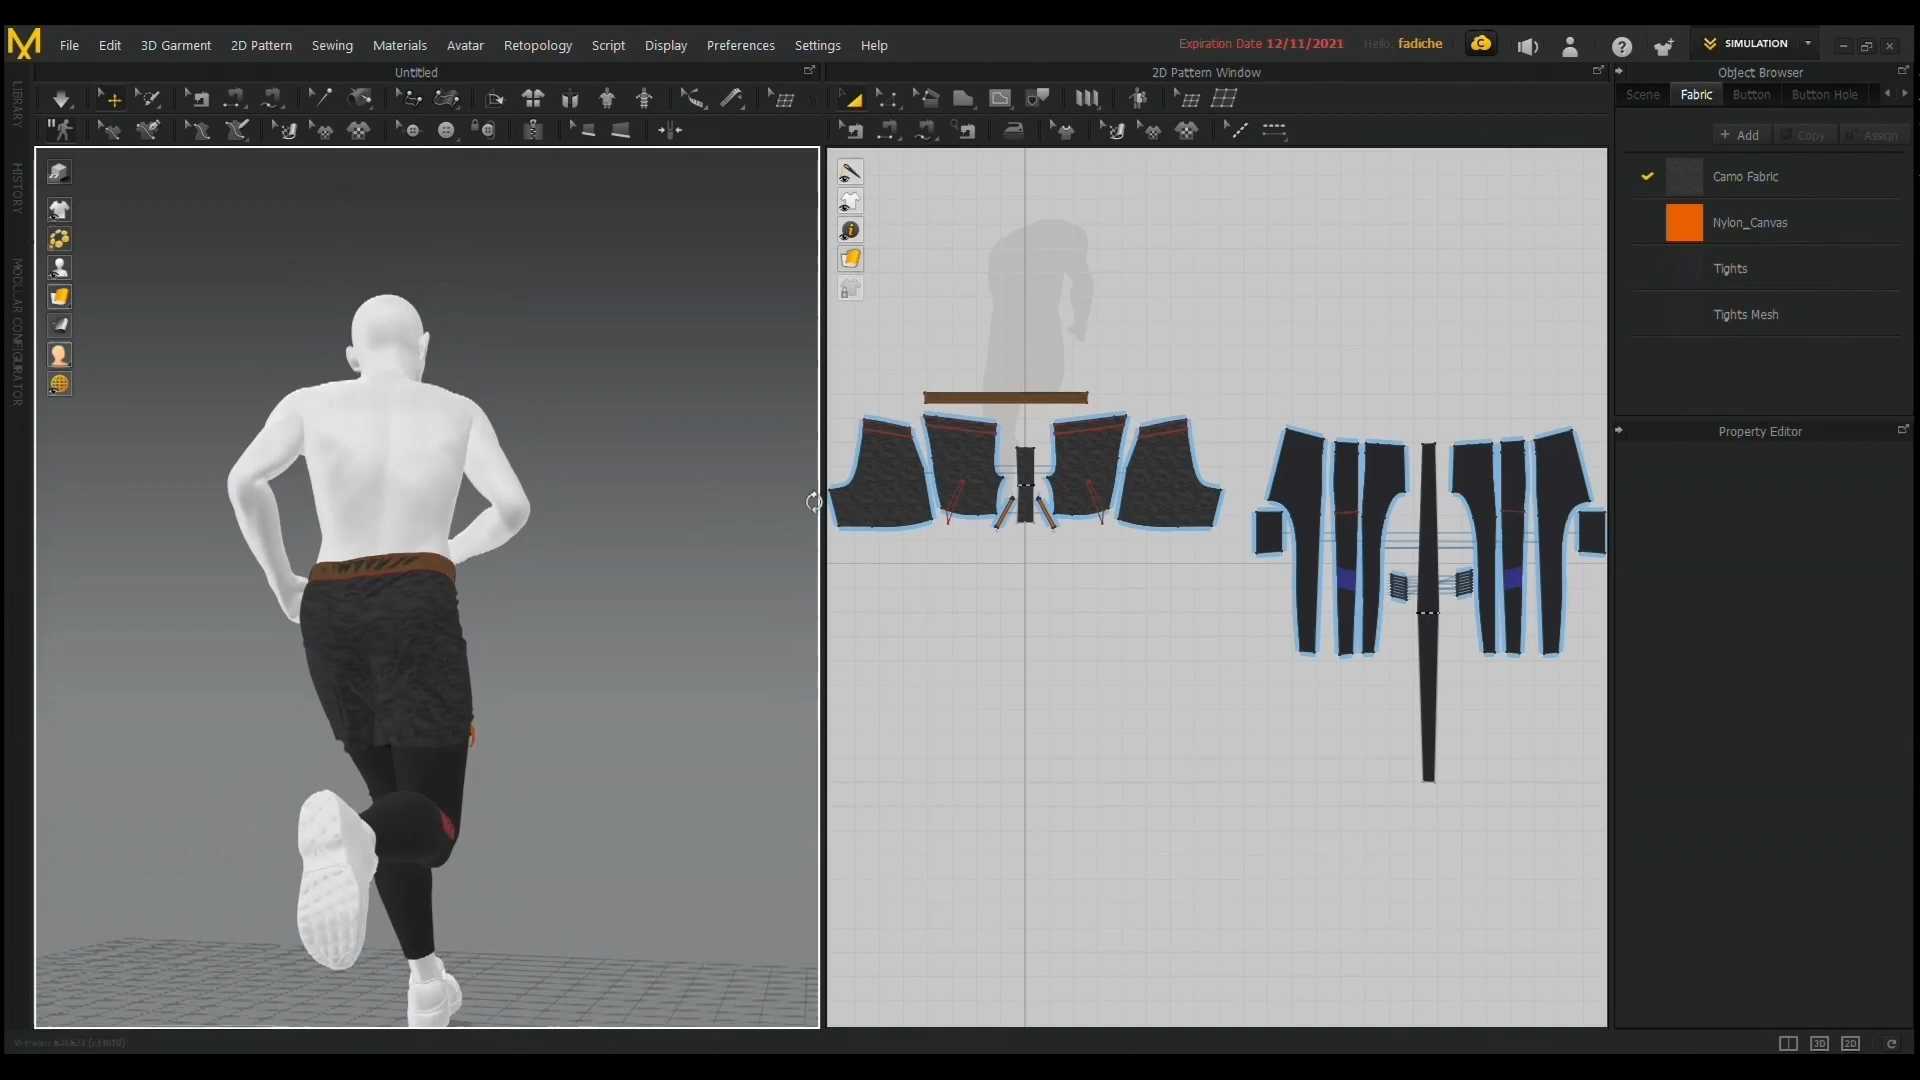 File Edit 3D Garment 2D Pattern Sewing Materials Avatar Retopology Script Display Preferences Settings Help
Expiration Date 12/11/2021 Hello, fadiche
SIMULATION
Untitled
2D Pattern Window
Object Browser
Scene Fabric Button Button Hole
+ Add Copy Assign
Camo Fabric
Nylon_Canvas
Tights
Tights Mesh
Property Editor
LIBRARY
HISTORY
MODULAR CONFIGURATOR
3D 2D